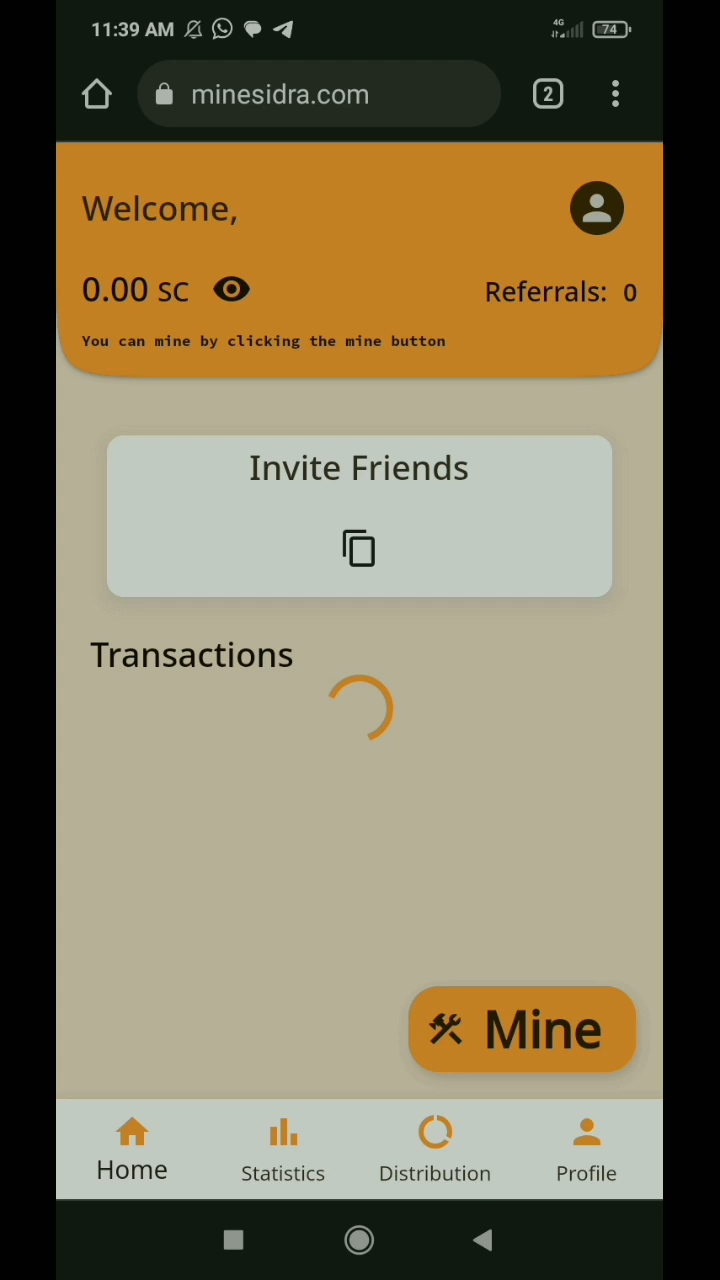 11:39 AM 4G 74
minesidra.com 2
Welcome,
0.00 SC Referrals: 0
You can mine by clicking the mine button
Invite Friends
Transactions
Mine
Home Statistics Distribution Profile